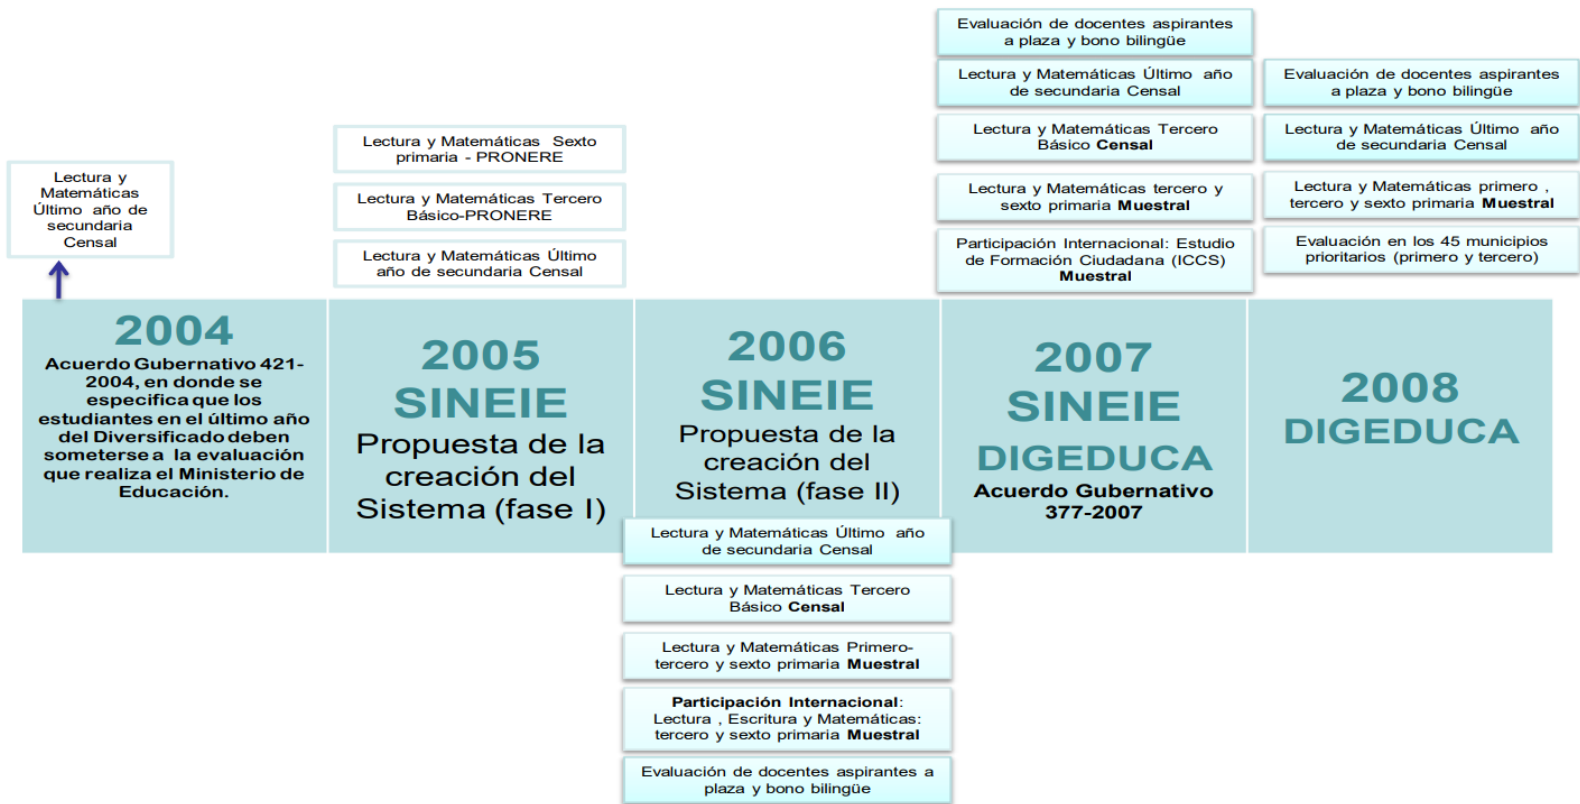 Lectura y
Matemáticas
Último año de
secundaria
Censal
2004
Acuerdo Gubernativo 421-
2004, en donde se
especifica que los
estudiantes en el último año
del Diversificado deben
someterse a la evaluación
que realiza el Ministerio de
Educación.
Lectura y Matemáticas Sexto
primaria - PRONERE
Lectura y Matemáticas Tercero
Básico-PRONERE
Lectura y Matemáticas Último
año de secundaria Censal
2005
SINEIE
Propuesta de la
creación del
Sistema (fase I)
2006
SINEIE
Propuesta de la
creación del
Sistema (fase II)
Lectura y Matemáticas Último año
de secundaria Censal
Lectura y Matemáticas Tercero
Básico Censal
Lectura y Matemáticas Primero-
tercero y sexto primaria Muestral
Participación Internacional:
Lectura , Escritura y Matemáticas:
tercero y sexto primaria Muestral
Evaluación de docentes aspirantes a
plaza y bono bilingüe
Evaluación de docentes aspirantes
a plaza y bono bilingüe
Lectura y Matemáticas Último año
de secundaria Censal
Lectura y Matemáticas Tercero
Básico Censal
Lectura y Matemáticas tercero y
sexto primaria Muestral
Participación Internacional: Estudio
de Formación Ciudadana (ICCS)
Muestral
2007
SINEIE
DIGEDUCA
Acuerdo Gubernativo
377-2007
Evaluación de docentes aspirantes
a plaza y bono bilingüe
Lectura y Matemáticas Último año
de secundaria Censal
Lectura y Matemáticas primero ,
tercero y sexto primaria Muestral
Evaluación en los 45 municipios
prioritarios (primero y tercero)
2008
DIGEDUCA